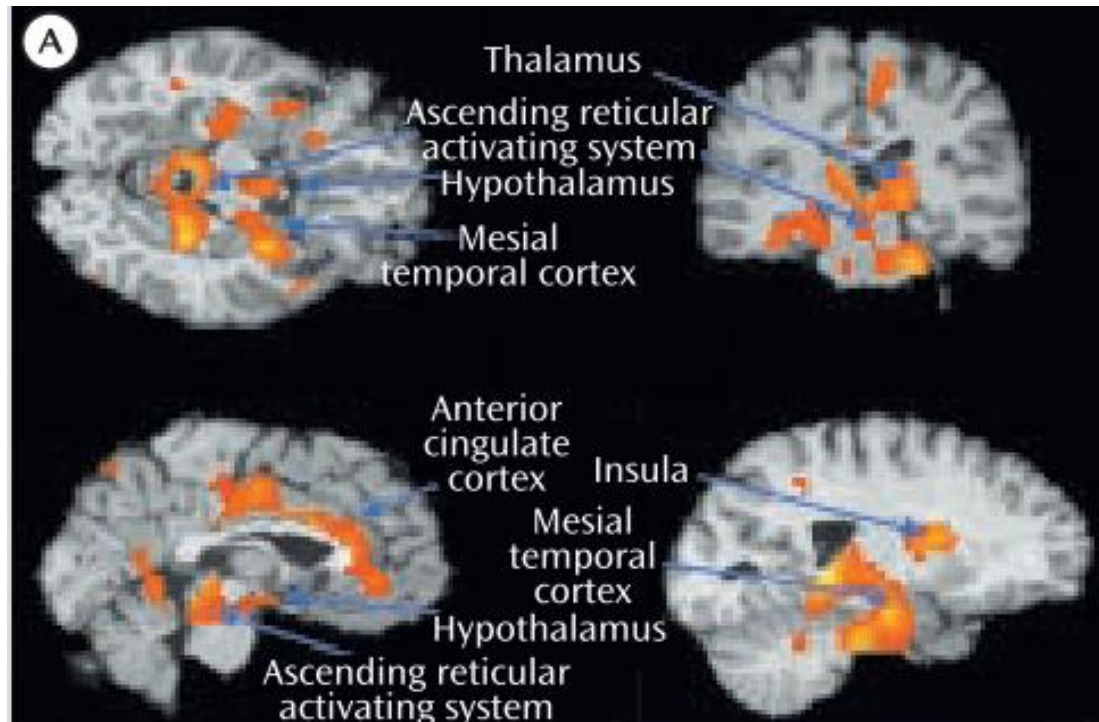 A
Thalamus
Ascending reticular
activating system
Hypothalamus
Mesial
temporal cortex
Anterior
cingulate
cortex
Insula
Mesial
temporal
cortex
Hypothalamus
Ascending reticular
activating system